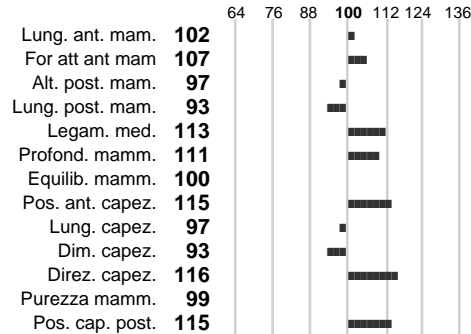 64 76 88 100 112 124 136
Lung. ant. mam. 102
For att ant mam 107
Alt. post. mam. 97
Lung. post. mam. 93
Legam. med. 113
Profond. mamm. 111
Equilib. mamm. 100
Pos. ant. capez. 115
Lung. capez. 97
Dim. capez. 93
Direz. capez. 116
Purezza mamm. 99
Pos. cap. post. 115